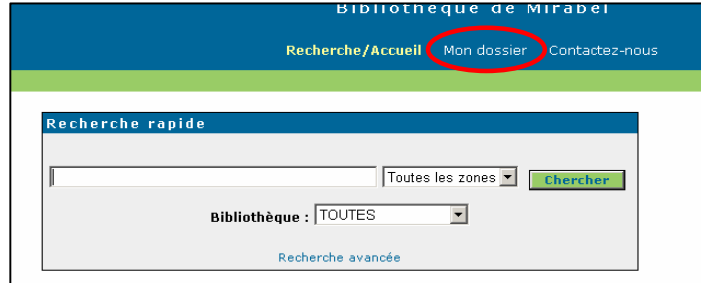 Bibliothèque de Mirabel
Recherche/Accueil Mon dossier Contactez-nous
Recherche rapide
Toutes les zones Chercher
Bibliothèque : TOUTES
Recherche avancée